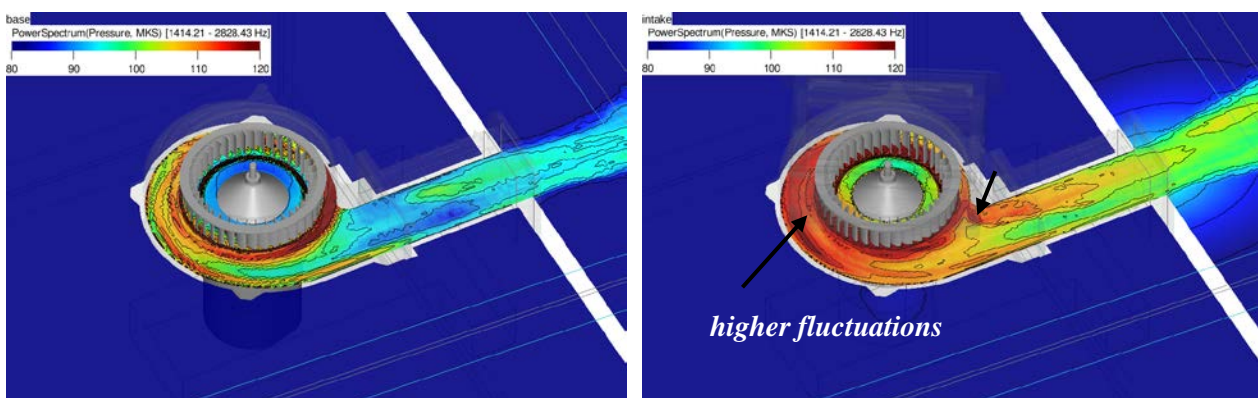 base
PowerSpectrum(Pressure, MKS) [1414.21 - 2828.43 Hz]
80 90 100 110 120
intake
PowerSpectrum(Pressure, MKS) [1414.21 - 2828.43 Hz]
80 90 100 110 120
higher fluctuations